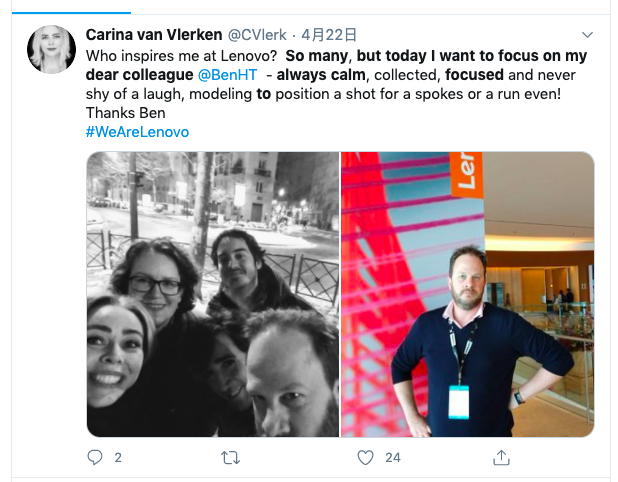 Carina van Vlerken @CVlerk · 4月22日
Who inspires me at Lenovo? So many, but today I want to focus on my
dear colleague @BenHT - always calm, collected, focused and never
shy of a laugh, modeling to position a shot for a spokes or a run even!
Thanks Ben
#WeAreLenovo
Ler
2
24